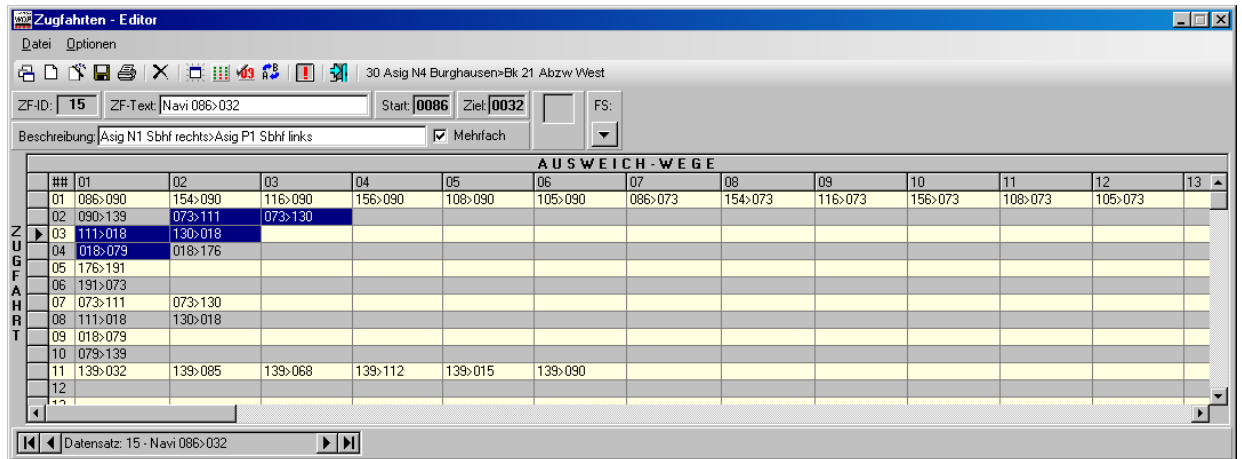 Zugfahrten - Editor
Datei Optionen
30 Asig N4 Burghausen>Bk 21 Abzw West
ZF-ID: 15 ZF-Text: Navi 086>032 Start: 0086 Ziel: 0032 FS:
Beschreibung: Asig N1 Sbhf rechts>Asig P1 Sbhf links Mehrfach
AUSWEICH-WEGE
## 01 02 03 04 05 06 07 08 09 10 11 12 13
01 086>090 154>090 116>090 156>090 108>090 105>090 086>073 154>073 116>073 156>073 108>073 105>073
02 090>139 073>111 073>130
03 111>018 130>018
04 018>079 018>176
05 176>191
06 191>073
07 073>111 073>130
08 111>018 130>018
09 018>079
10 079>139
11 139>032 139>085 139>068 139>112 139>015 139>090
12
ZUGFAHRT
Datensatz: 15 - Navi 086>032